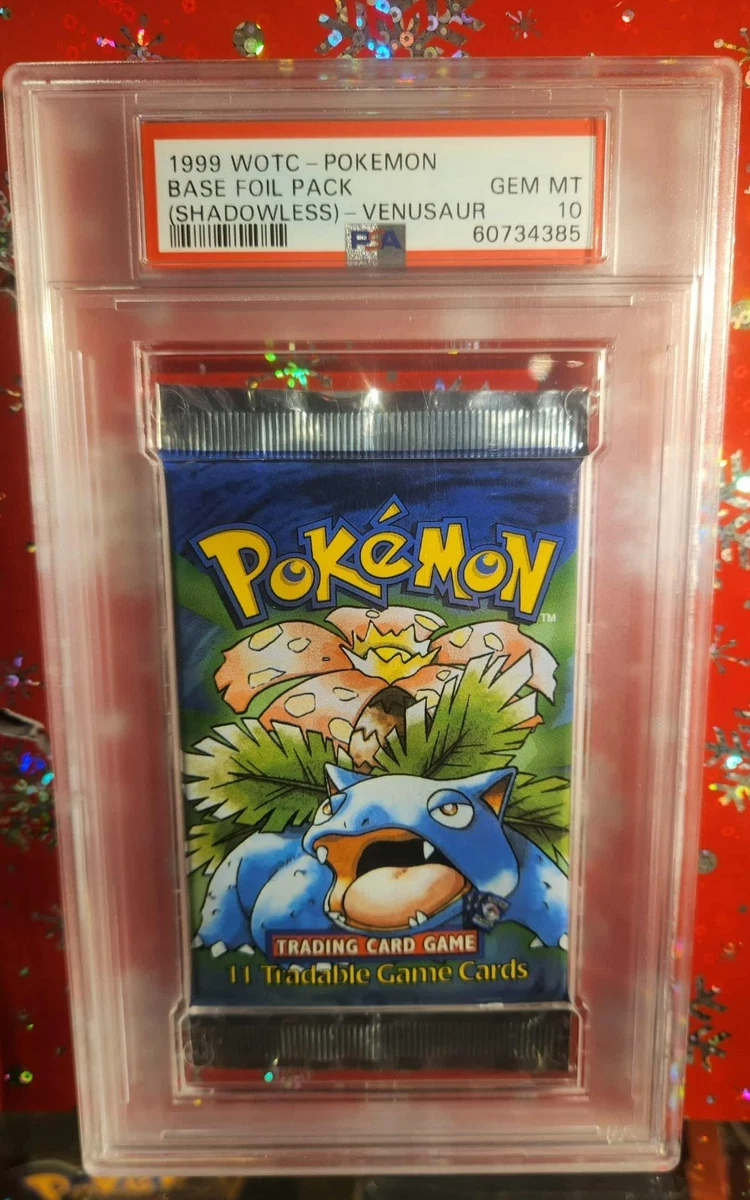 1999 WOTC - POKEMON
BASE FOIL PACK GEM MT
(SHADOWLESS) - VENUSAUR 10
PSA 60734385
POKéMON
TM
TRADING CARD GAME
11 Tradable Game Cards
POKéMON